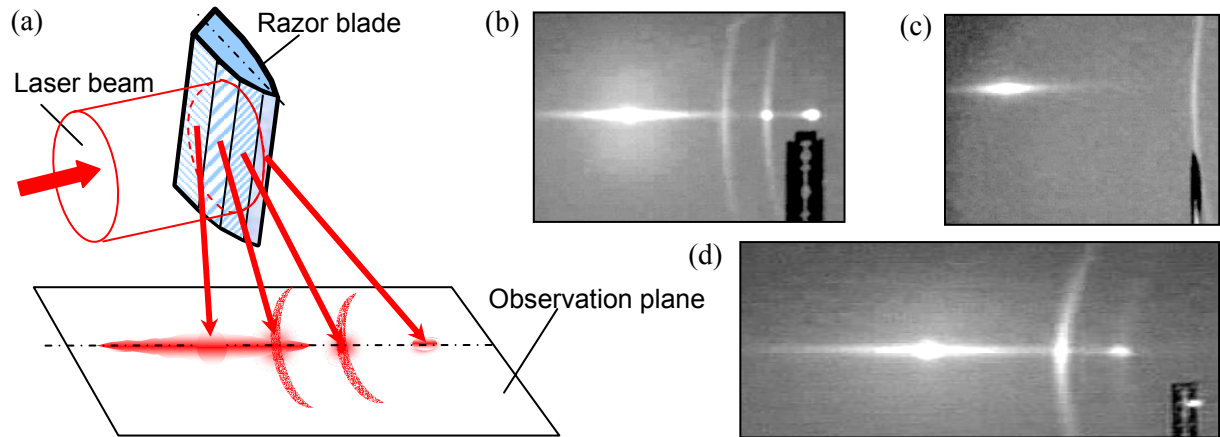 (a)
Razor blade
Laser beam
Observation plane
(b)
(c)
(d)